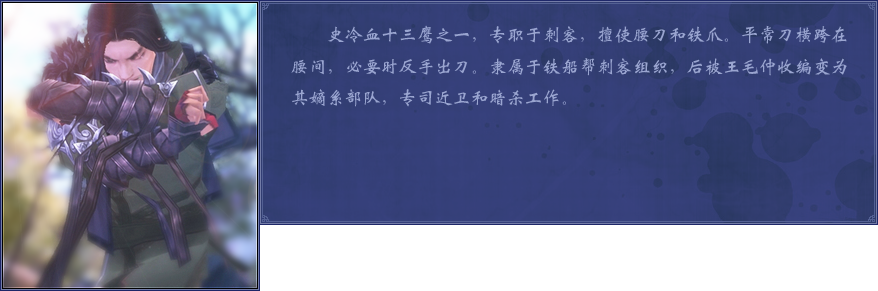 史冷血十三鹰之一，专职于刺客，擅使腰刀和铁爪。平常刀横跨在
腰间，必要时反手出刀。隶属于铁船帮刺客组织，后被王毛仲收编变为
其嫡系部队，专司近卫和暗杀工作。